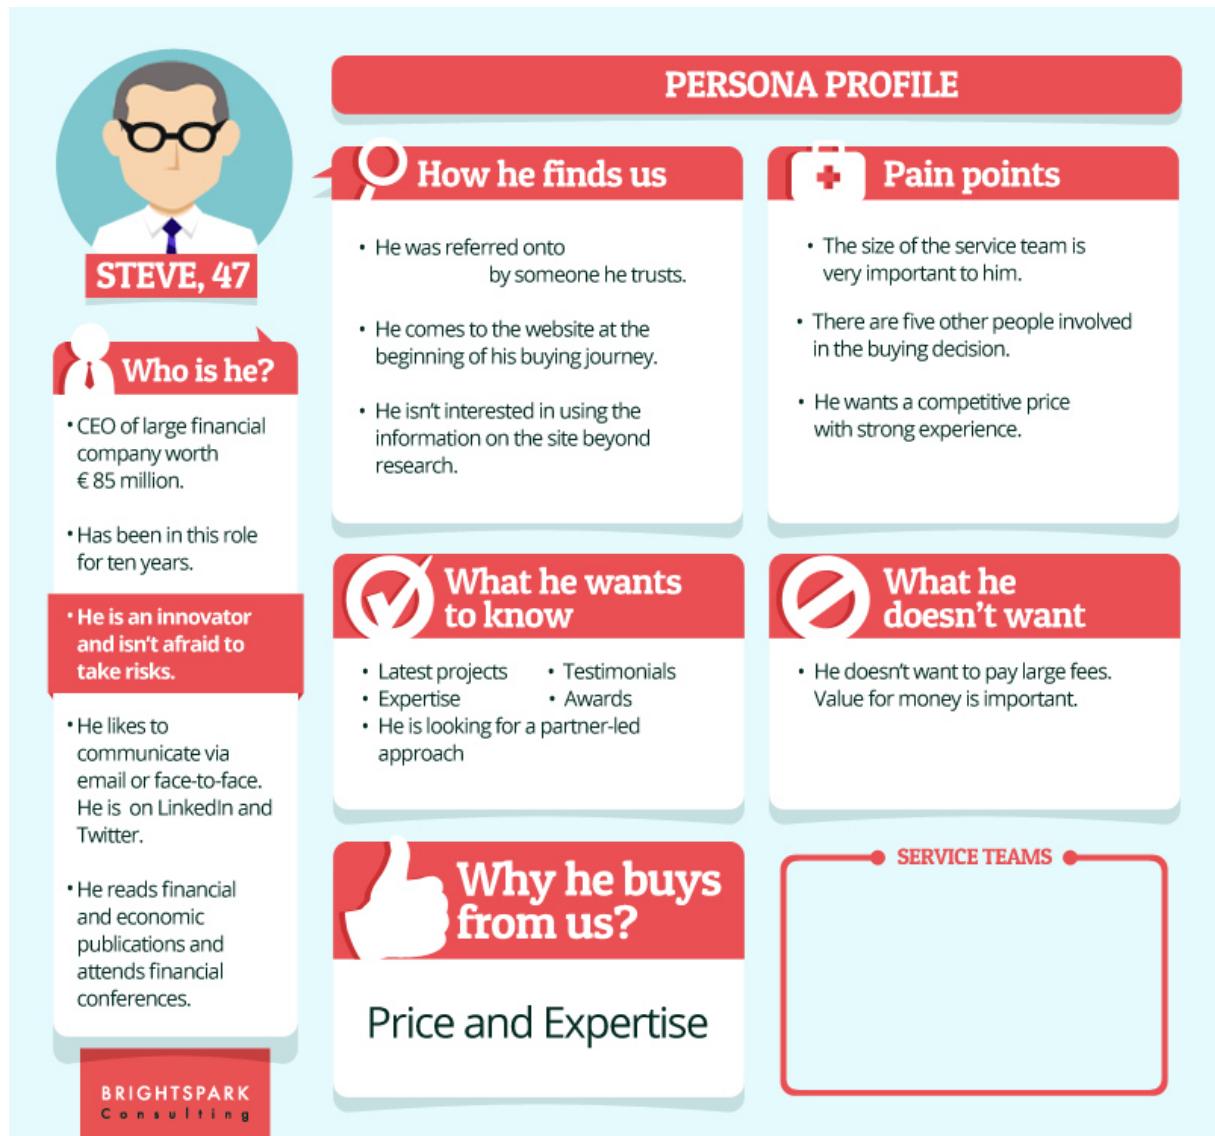 PERSONA PROFILE
STEVE, 47
Who is he?
• CEO of large financial
company worth
€ 85 million.
• Has been in this role
for ten years.
• He is an innovator
and isn't afraid to
take risks.
• He likes to
communicate via
email or face-to-face.
He is on LinkedIn and
Twitter.
• He reads financial
and economic
publications and
attends financial
conferences.
BRIGHTSPARK
Consulting
How he finds us
• He was referred onto
by someone he trusts.
• He comes to the website at the
beginning of his buying journey.
• He isn't interested in using the
information on the site beyond
research.
Pain points
• The size of the service team is
very important to him.
• There are five other people involved
in the buying decision.
• He wants a competitive price
with strong experience.
What he wants
to know
• Latest projects • Testimonials
• Expertise • Awards
• He is looking for a partner-led
approach
What he
doesn't want
• He doesn't want to pay large fees.
Value for money is important.
Why he buys
from us?
Price and Expertise
SERVICE TEAMS